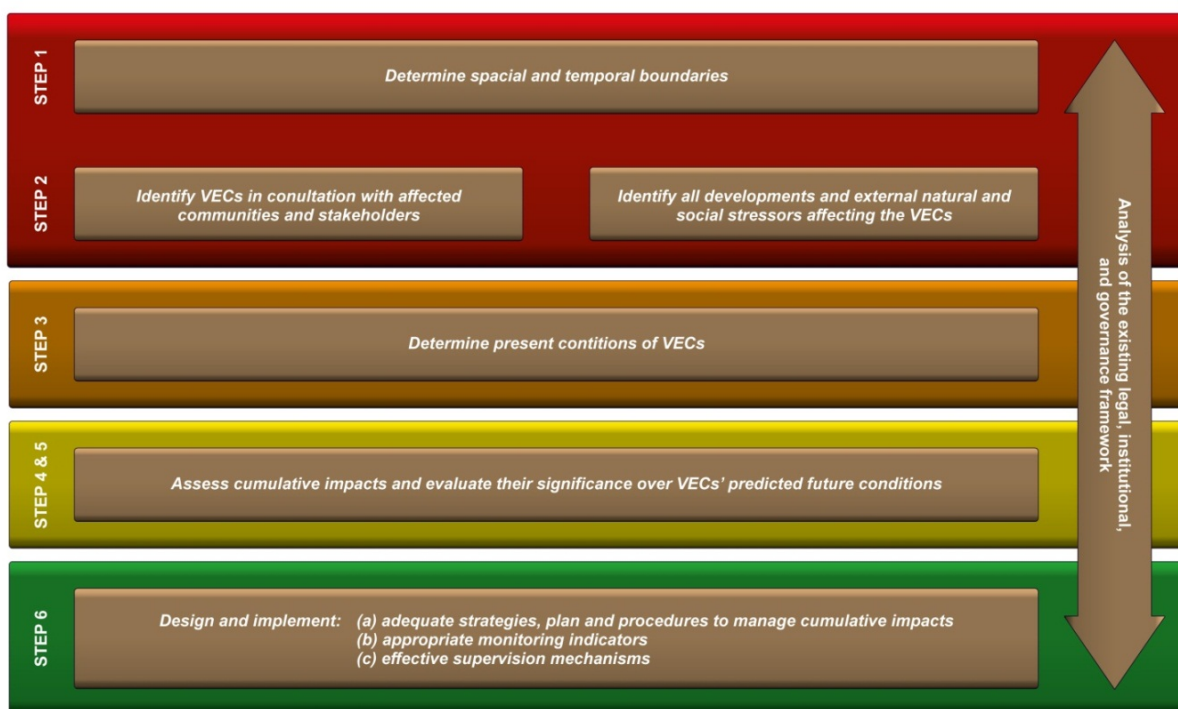 STEP 1
Determine spacial and temporal boundaries
STEP 2
Identify VECs in conultation with affected
communities and stakeholders
Identify all developments and external natural and
social stressors affecting the VECs
STEP 3
Determine present contitions of VECs
STEP 4 & 5
Assess cumulative impacts and evaluate their significance over VECs’ predicted future conditions
STEP 6
Design and implement: (a) adequate strategies, plan and procedures to manage cumulative impacts
(b) appropriate monitoring indicators
(c) effective supervision mechanisms
Analysis of the existing legal, institutional,
and governance framework